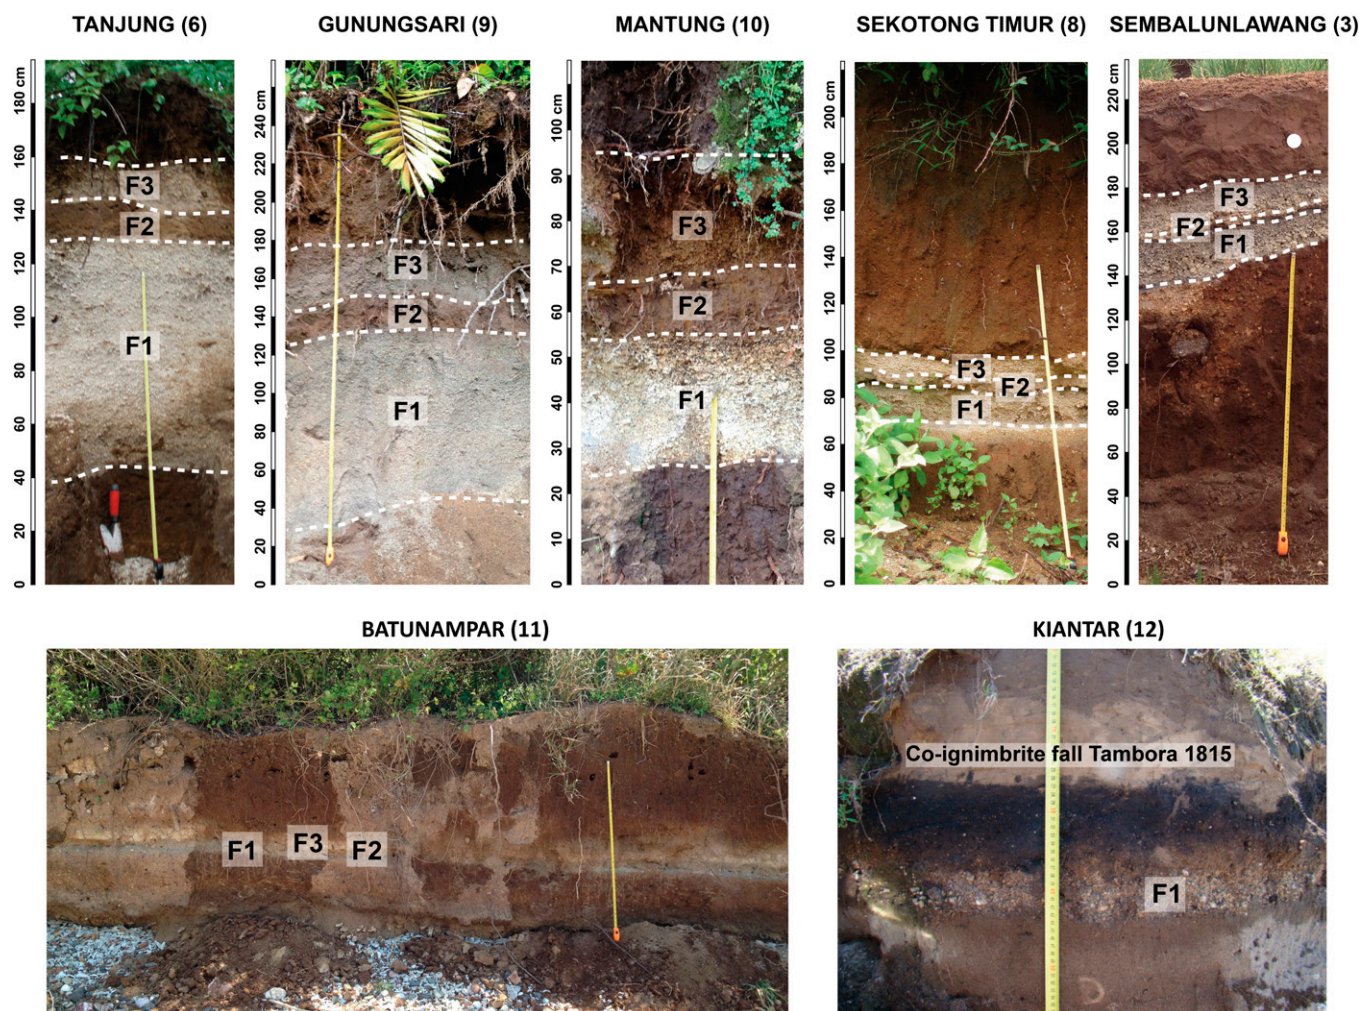 TANJUNG (6)
GUNUNGSARI (9)
MANTUNG (10)
SEKOTONG TIMUR (8)
SEMBALUNLAWANG (3)
180 cm
160
140
120
100
80
60
40
20
0
F3
F2
F1
240 cm
220
200
180
160
140
120
100
80
60
40
20
0
F3
F2
F1
100 cm
95
90
80
70
60
50
40
30
20
10
0
F3
F2
F1
200 cm
180
160
140
120
100
80
60
40
20
0
F3
F2
F1
220 cm
200
180
160
140
120
100
80
60
40
20
0
F3
F2
F1
BATUNAMPAR (11)
KIANTAR (12)
F1
F3
F2
Co-ignimbrite fall Tambora 1815
F1